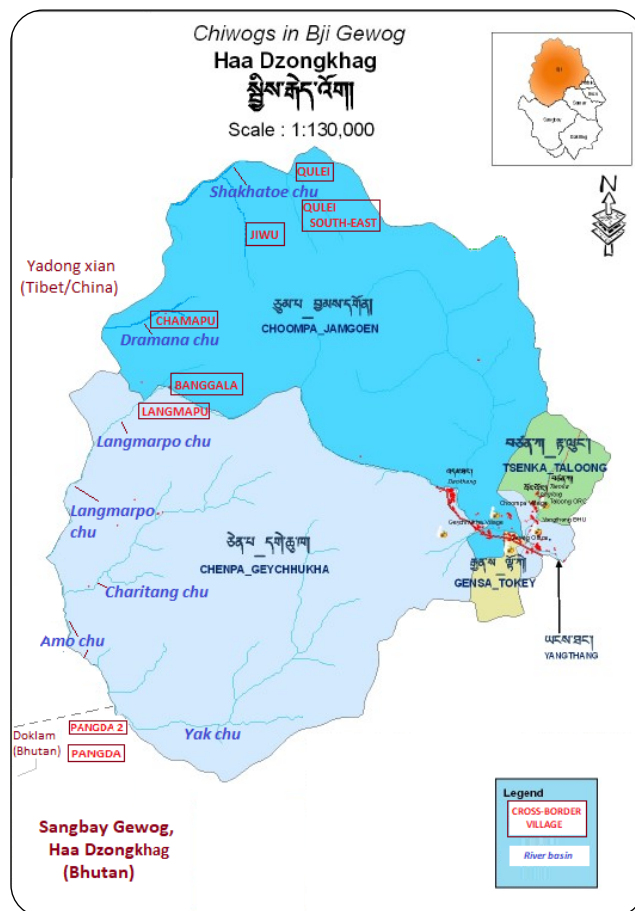 Chiwogs in Bji Gewog
Haa Dzongkhag
སྦྱིས་རྒེད་འོག།
Scale : 1:130,000
N
QULEI
Shakhatoe chu
QULEI
SOUTH-EAST
JIWU
Yadong xian
(Tibet/China)
CHAMAPU
Dramana chu
CHOOMPA_JAMGOEN
BANGGALA
LANGMAPU
Langmarpo chu
TSENKA_TALOONG
Langmarpo
chu
CHENPA_GEYCHHUKHA
GENSA_TOKEY
Charitang chu
Amo chu
ཡངས་ཐང་།
YANGTHANG
PANGDA 2
Doklam
(Bhutan)
PANGDA
Yak chu
Sangbay Gewog,
Haa Dzongkhag
(Bhutan)
Legend
CROSS-BORDER
VILLAGE
River basin